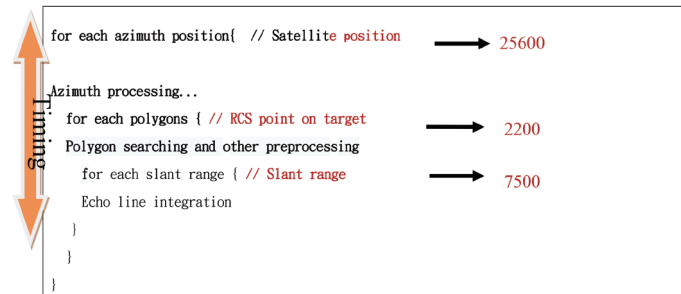 for each azimuth position{ // Satellite position 25600
Azimuth processing...
for each polygons { // RCS point on target 2200
Polygon searching and other preprocessing
for each slant range { // Slant range 7500
Echo line integration
}
}
}
Timing